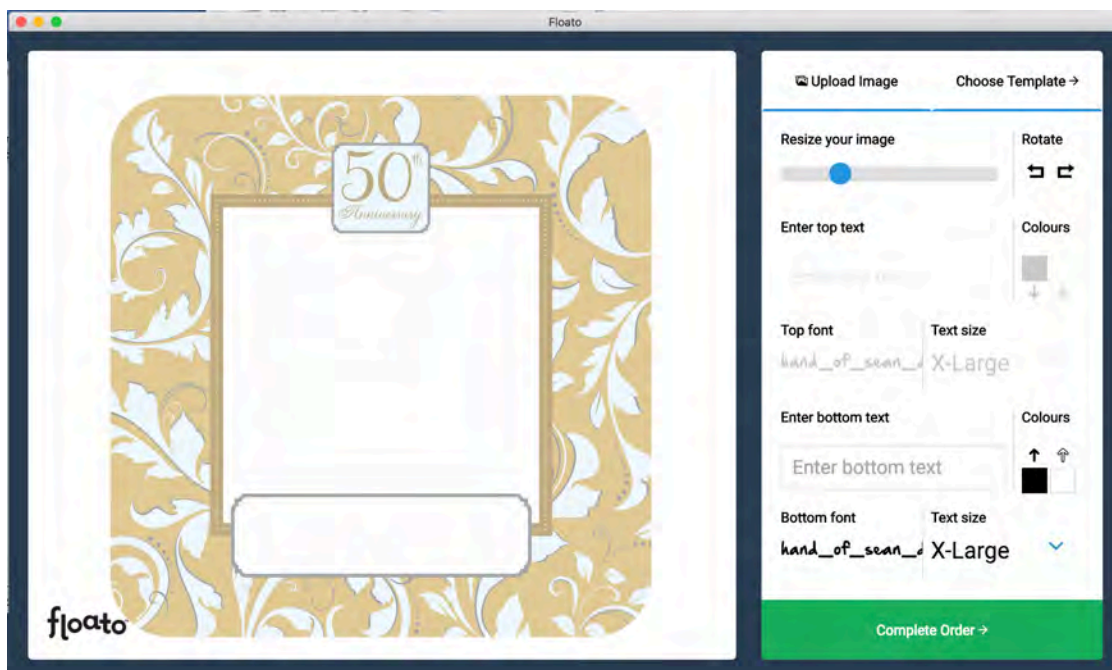 Floato
50th
Anniversary
floato
Upload Image
Choose Template →
Resize your image
Rotate
Enter top text
Colours
Top font
Text size
hand_of_sean_
X-Large
Enter bottom text
Colours
Enter bottom text
Bottom font
Text size
hand_of_sean_
X-Large
Complete Order →